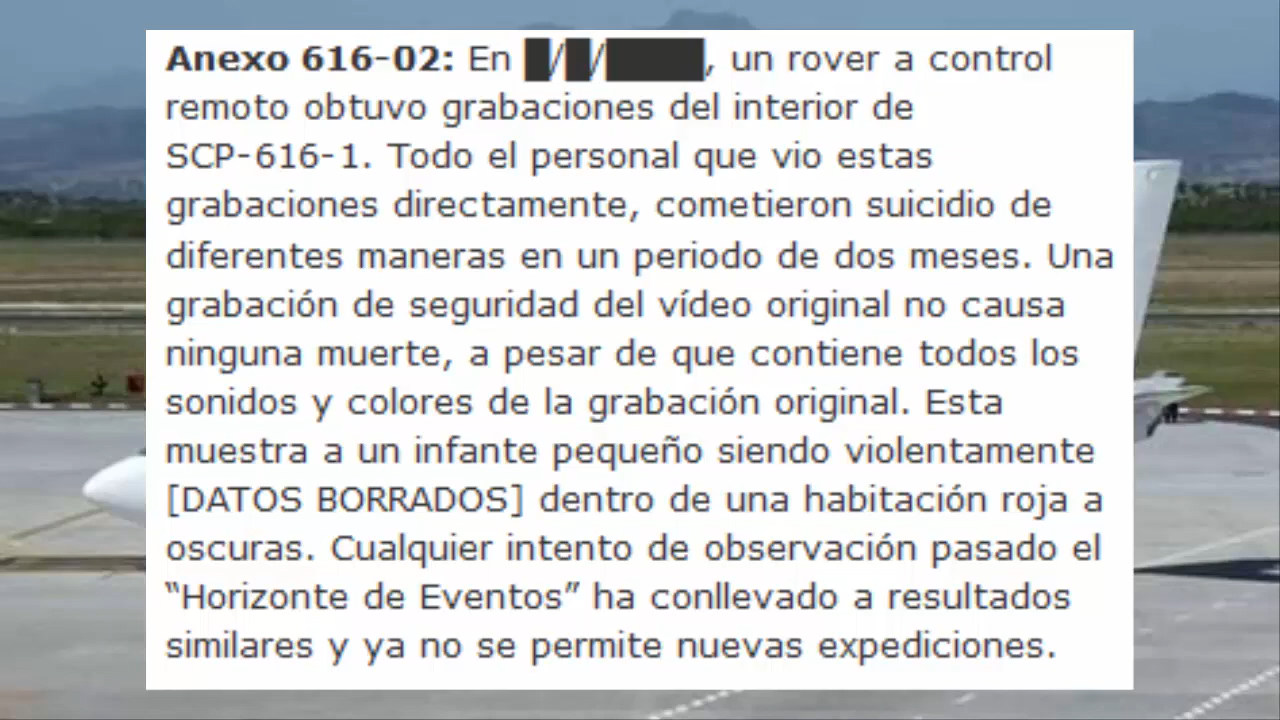 Anexo 616-02: En █/█/████, un rover a control
remoto obtuvo grabaciones del interior de
SCP-616-1. Todo el personal que vio estas
grabaciones directamente, cometieron suicidio de
diferentes maneras en un periodo de dos meses. Una
grabación de seguridad del vídeo original no causa
ninguna muerte, a pesar de que contiene todos los
sonidos y colores de la grabación original. Esta
muestra a un infante pequeño siendo violentamente
[DATOS BORRADOS] dentro de una habitación roja a
oscuras. Cualquier intento de observación pasado el
“Horizonte de Eventos” ha conllevado a resultados
similares y ya no se permite nuevas expediciones.